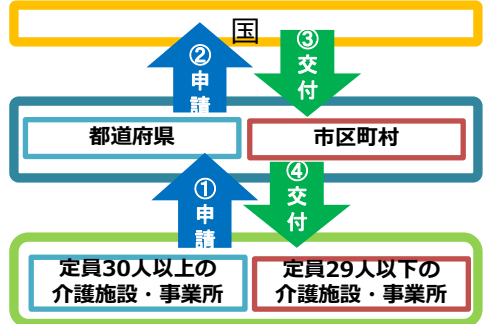 国
②
申
請
③
交
付
都道府県
市区町村
①
申
請
④
交
付
定員30人以上の
介護施設・事業所
定員29人以下の
介護施設・事業所